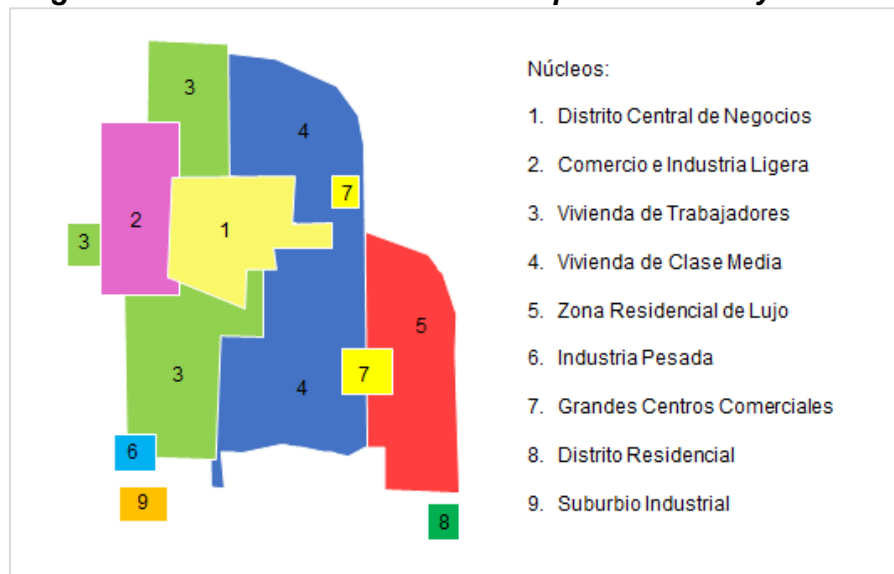 Núcleos:
1. Distrito Central de Negocios
2. Comercio e Industria Ligera
3. Vivienda de Trabajadores
4. Vivienda de Clase Media
5. Zona Residencial de Lujo
6. Industria Pesada
7. Grandes Centros Comerciales
8. Distrito Residencial
9. Suburbio Industrial
3
4
7
2
1
3
5
3
4
7
6
9
8